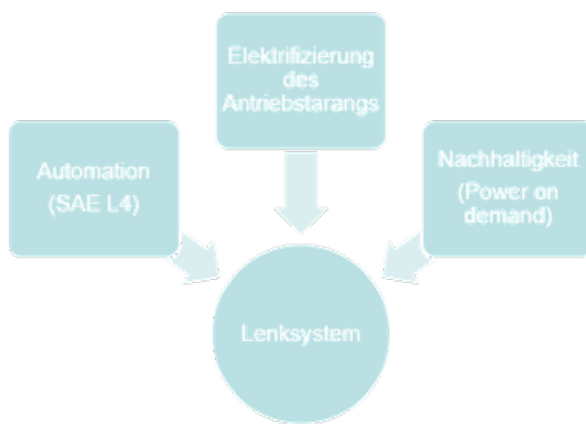 Elektrifizierung
des
Antriebstarangs
Automation
(SAE L4)
Nachhaltigkeit
(Power on
demand)
Lenksystem